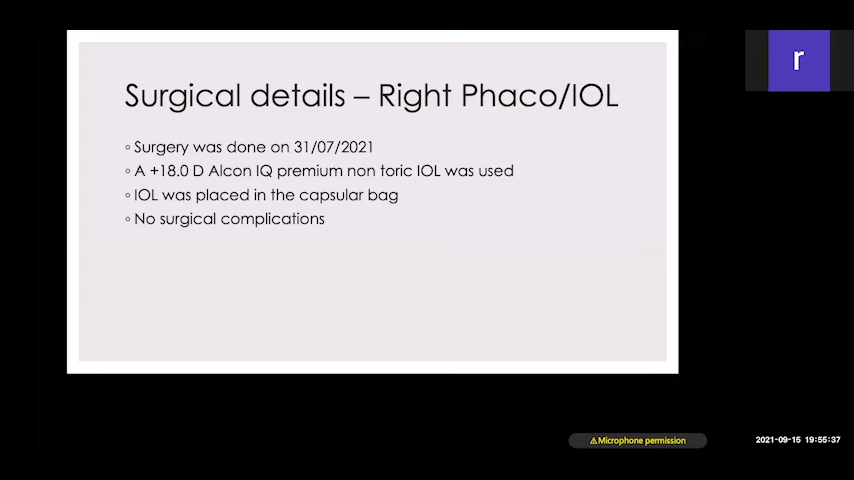 Surgical details – Right Phaco/IOL
◦ Surgery was done on 31/07/2021
◦ A +18.0 D Alcon IQ premium non toric IOL was used
◦ IOL was placed in the capsular bag
◦ No surgical complications
r
⚠Microphone permission
2021-09-15 19:55:37